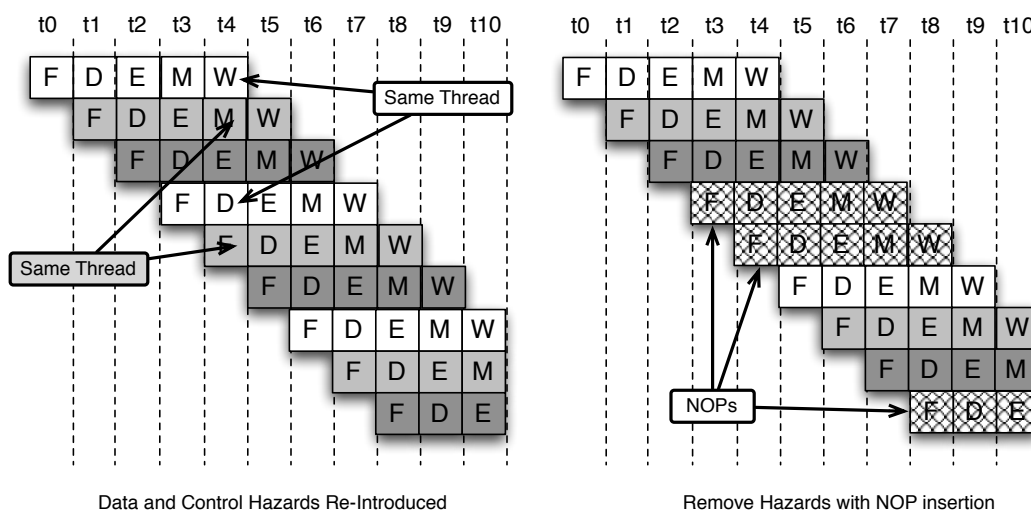 t0 t1 t2 t3 t4 t5 t6 t7 t8 t9 t10
F D E M W
Same Thread
F D E M W
F D E M W
F D E M W
F D E M W
Same Thread
F D E M W
F D E M W
F D E M
F D E
Data and Control Hazards Re-Introduced
t0 t1 t2 t3 t4 t5 t6 t7 t8 t9 t10
F D E M W
F D E M W
F D E M W
F D E M W
F D E M W
F D E M W
F D E M W
F D E M
NOPs
F D E
Remove Hazards with NOP insertion